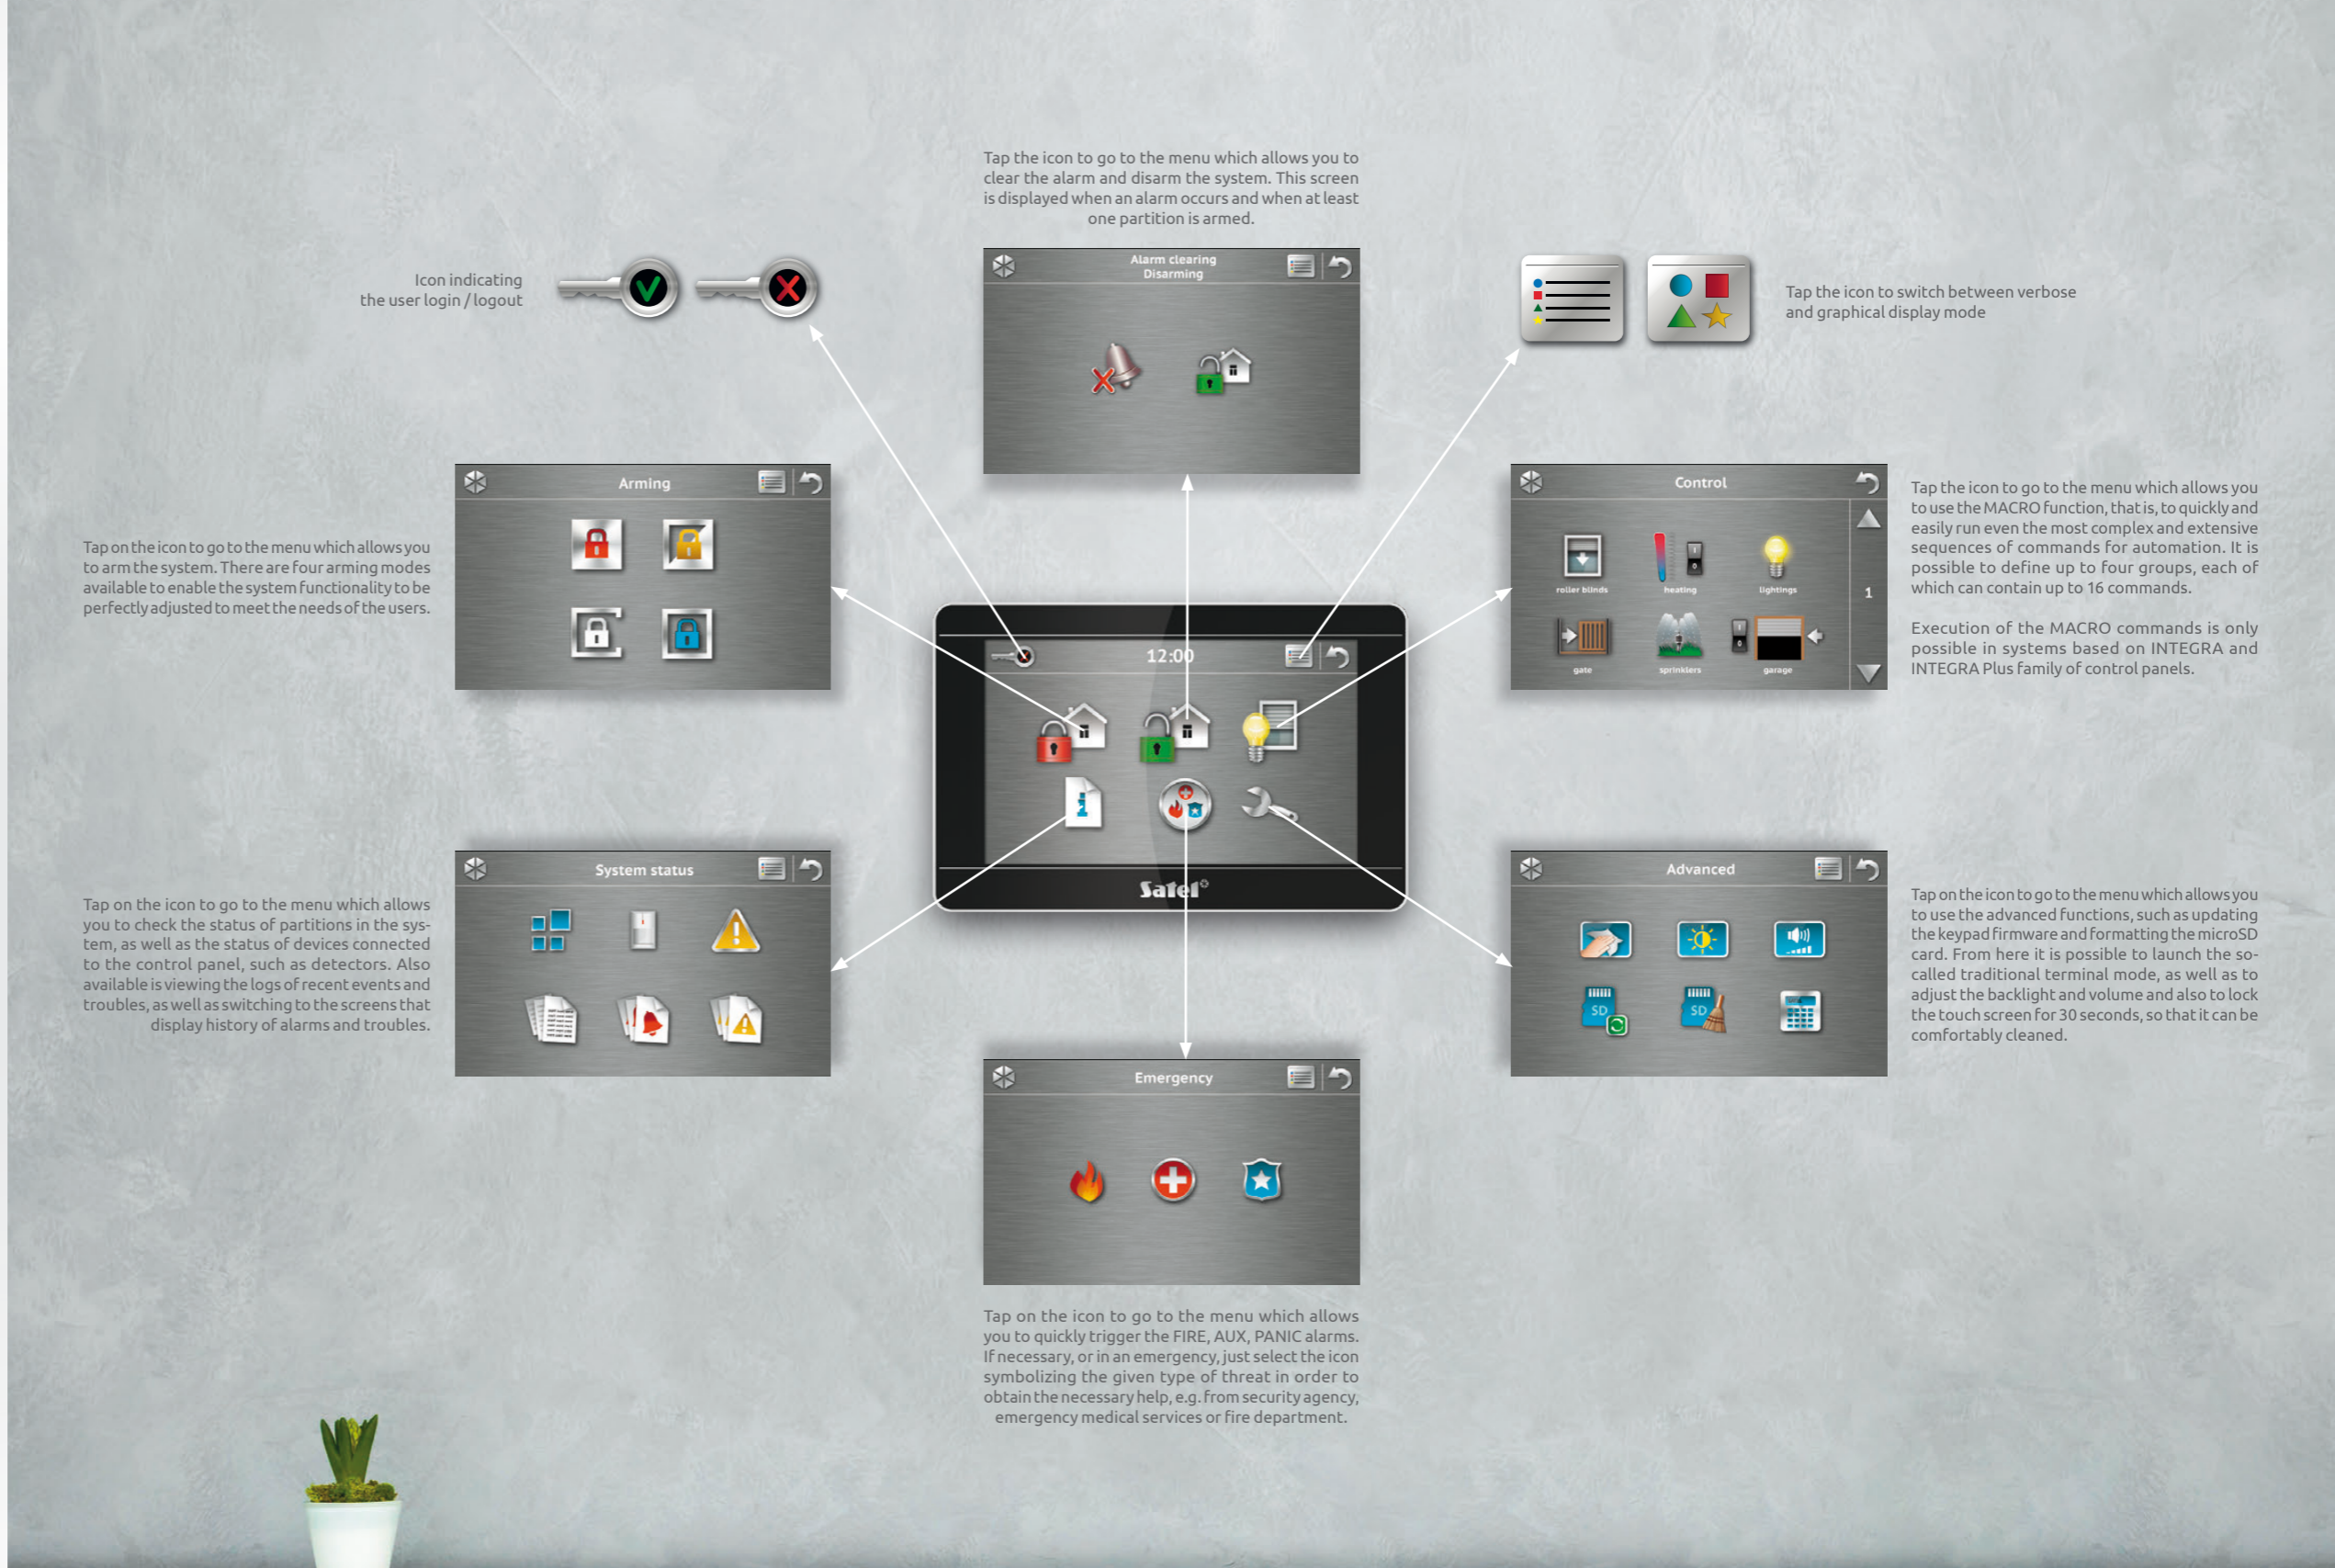 Tap the icon to go to the menu which allows you to
clear the alarm and disarm the system. This screen
is displayed when an alarm occurs and when at least
one partition is armed.
Icon indicating
the user login / logout
Alarm clearing
Disarming
Tap the icon to switch between verbose
and graphical display mode
Tap on the icon to go to the menu which allows you
to arm the system. There are four arming modes
available to enable the system functionality to be
perfectly adjusted to meet the needs of the users.
Arming
Control
roller blinds
heating
lightings
1
gate
sprinklers
garage
Tap the icon to go to the menu which allows you
to use the MACRO function, that is, to quickly and
easily run even the most complex and extensive
sequences of commands for automation. It is
possible to define up to four groups, each of
which can contain up to 16 commands.
Execution of the MACRO commands is only
possible in systems based on INTEGRA and
INTEGRA Plus family of control panels.
12:00
i
Satel
Tap on the icon to go to the menu which allows
you to check the status of partitions in the sys-
tem, as well as the status of devices connected
to the control panel, such as detectors. Also
available is viewing the logs of recent events and
troubles, as well as switching to the screens that
display history of alarms and troubles.
System status
Advanced
SD
SD
Tap on the icon to go to the menu which allows you
to use the advanced functions, such as updating
the keypad firmware and formatting the microSD
card. From here it is possible to launch the so-
called traditional terminal mode, as well as to
adjust the backlight and volume and also to lock
the touch screen for 30 seconds, so that it can be
comfortably cleaned.
Emergency
Tap on the icon to go to the menu which allows
you to quickly trigger the FIRE, AUX, PANIC alarms.
If necessary, or in an emergency, just select the icon
symbolizing the given type of threat in order to
obtain the necessary help, e.g. from security agency,
emergency medical services or fire department.